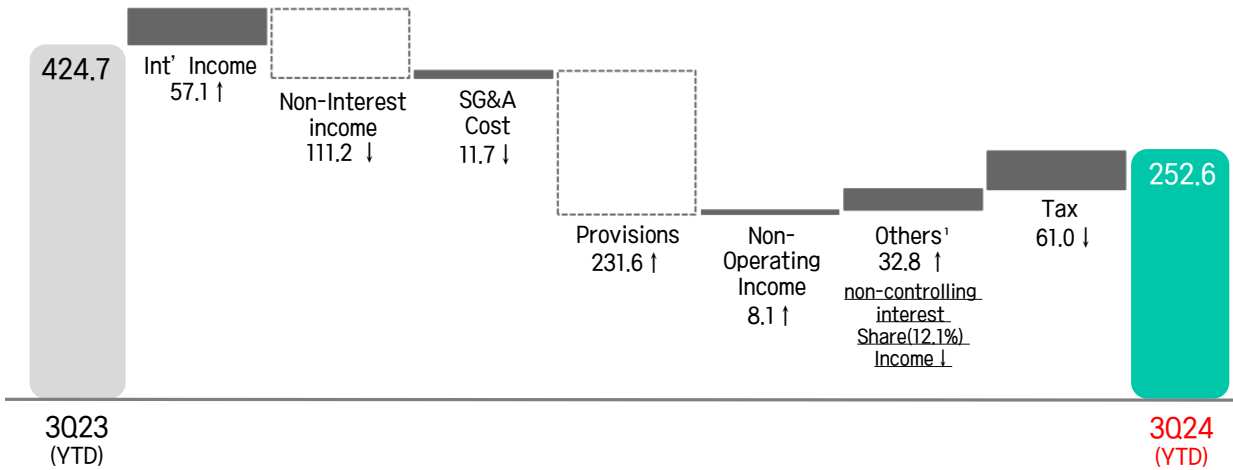 424.7
Int’ Income
57.1 ↑
Non-Interest
income
111.2 ↓
SG&A
Cost
11.7 ↓
Provisions
231.6 ↑
Non-
Operating
Income
8.1 ↑
Others¹
32.8 ↑
non-controlling
interest
Share(12.1%)
Income ↓
Tax
61.0 ↓
252.6
3Q23
(YTD)
3Q24
(YTD)